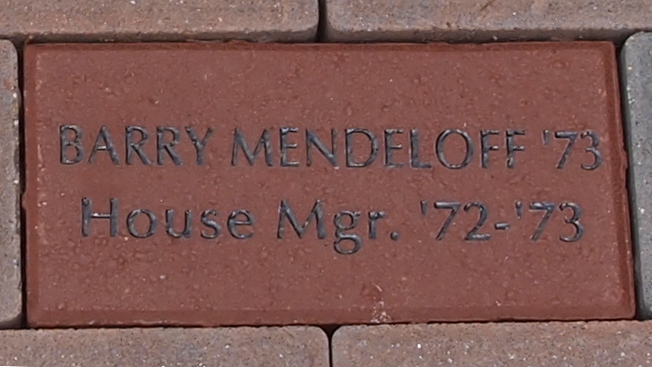 BARRY MENDELOFF '73
House Mgr. '72-'73